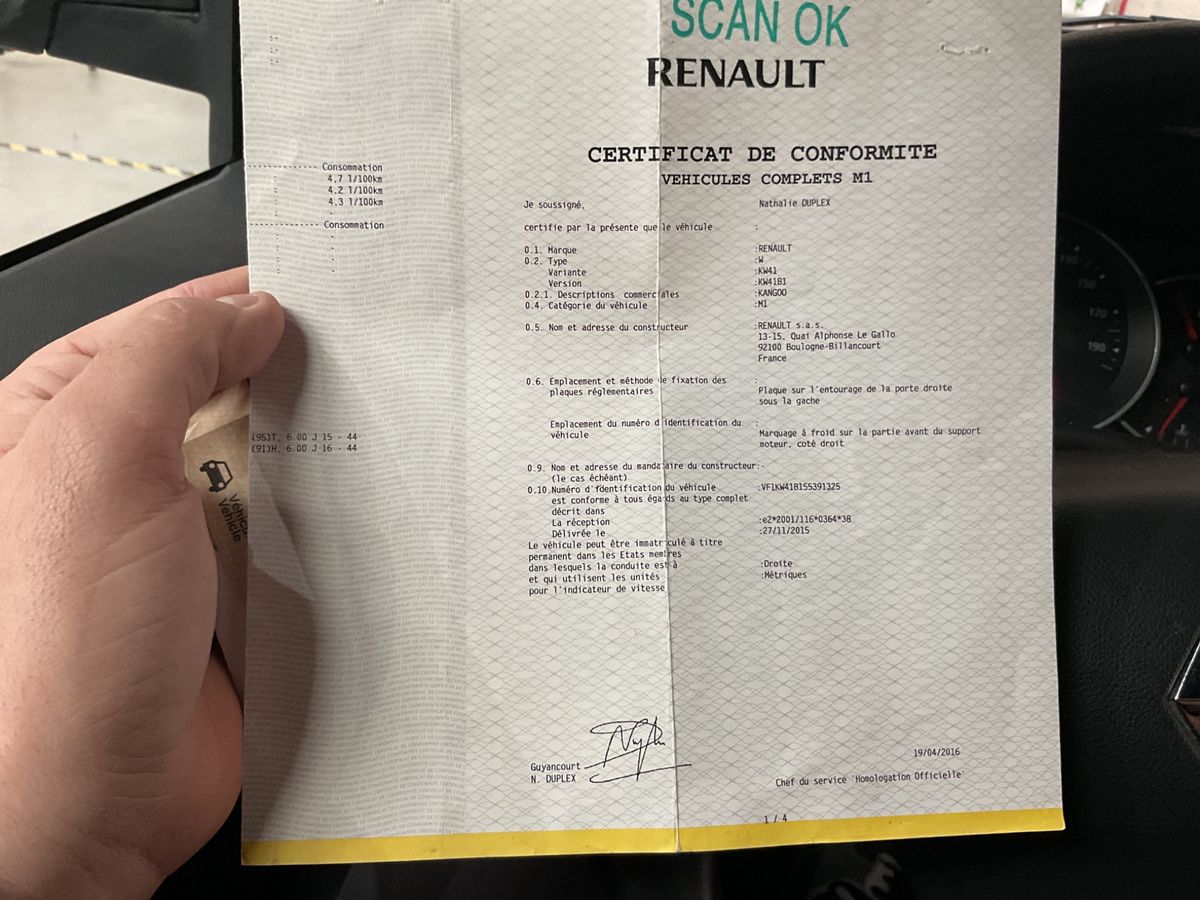 SCAN OK
RENAULT
CERTIFICAT DE CONFORMITE
VEHICULES COMPLETS M1
Je soussigné, Nathalie DUPLEX
certifie par la présente que le véhicule :
0.1. Marque :RENAULT
0.2. Type :W
Variante :KW41
Version :KW41B1
0.2.1. Descriptions commerciales :KANGOO
0.4. Catégorie du véhicule :M1
0.5. Nom et adresse du constructeur :RENAULT s.a.s.
13-15, Quai Alphonse Le Gallo
92100 Boulogne-Billancourt
France
0.6. Emplacement et méthode de fixation des :
plaques réglementaires Plaque sur l'entourage de la porte droite
sous la gache
Emplacement du numéro d'identification du :
véhicule Marquage à froid sur la partie avant du support
moteur, coté droit
0.9. Nom et adresse du mandataire du constructeur:-
(le cas échéant)
0.10.Numéro d'identification du véhicule :VF1KW41B155391325
est conforme à tous égards au type complet
décrit dans
La réception :e2*2001/116*0364*38
Délivrée le :27/11/2015
Le véhicule peut être immatriculé à titre
permanent dans les Etats membres
dans lesquels la conduite est à :Droite
et qui utilisent les unités :Métriques
pour l'indicateur de vitesse
19/04/2016
Guyancourt
N. DUPLEX
Chef du service 'Homologation Officielle'
1 / 4
Consommation
4,7 l/100km
4,2 l/100km
4,3 l/100km
Consommation
(95)T, 6.00 J 15 - 44
(91)H, 6.00 J 16 - 44
Vehicle
150
170
190